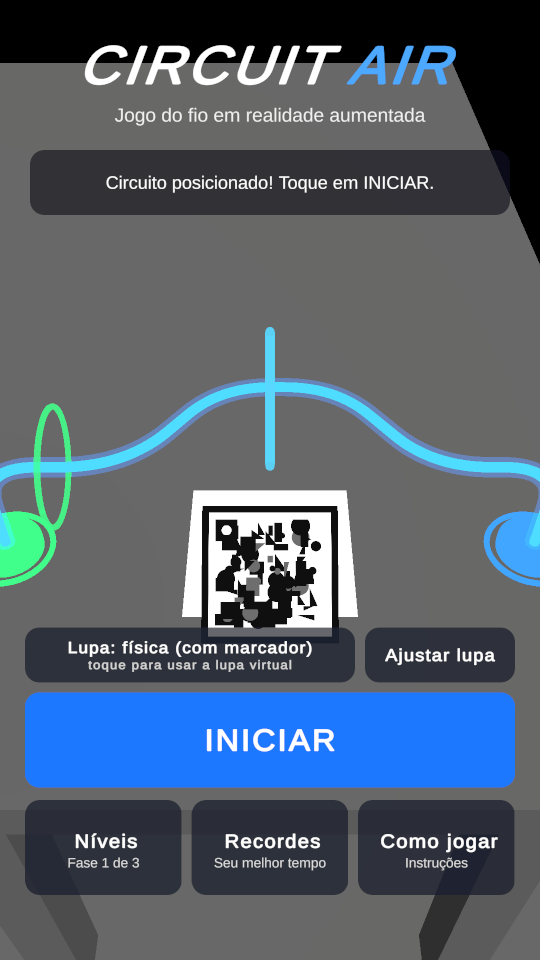 CIRCUIT AIR
Jogo do fio em realidade aumentada
Circuito posicionado! Toque em INICIAR.
Lupa: física (com marcador)
toque para usar a lupa virtual
Ajustar lupa
INICIAR
Níveis
Fase 1 de 3
Recordes
Seu melhor tempo
Como jogar
Instruções